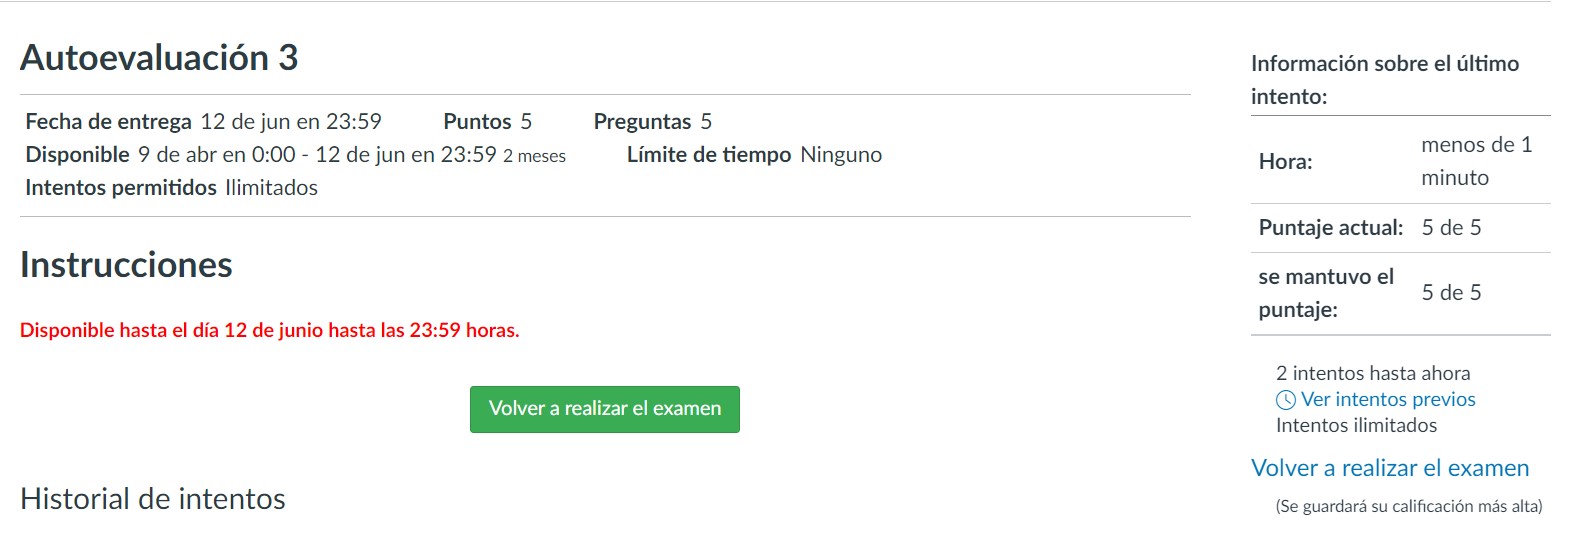 Autoevaluación 3
Fecha de entrega 12 de jun en 23:59 Puntos 5 Preguntas 5
Disponible 9 de abr en 0:00 - 12 de jun en 23:59 2 meses Límite de tiempo Ninguno
Intentos permitidos Ilimitados
Instrucciones
Disponible hasta el día 12 de junio hasta las 23:59 horas.
Volver a realizar el examen
Historial de intentos
Información sobre el último
intento:
Hora: menos de 1
minuto
Puntaje actual: 5 de 5
se mantuvo el
puntaje: 5 de 5
2 intentos hasta ahora
Ver intentos previos
Intentos ilimitados
Volver a realizar el examen
(Se guardará su calificación más alta)